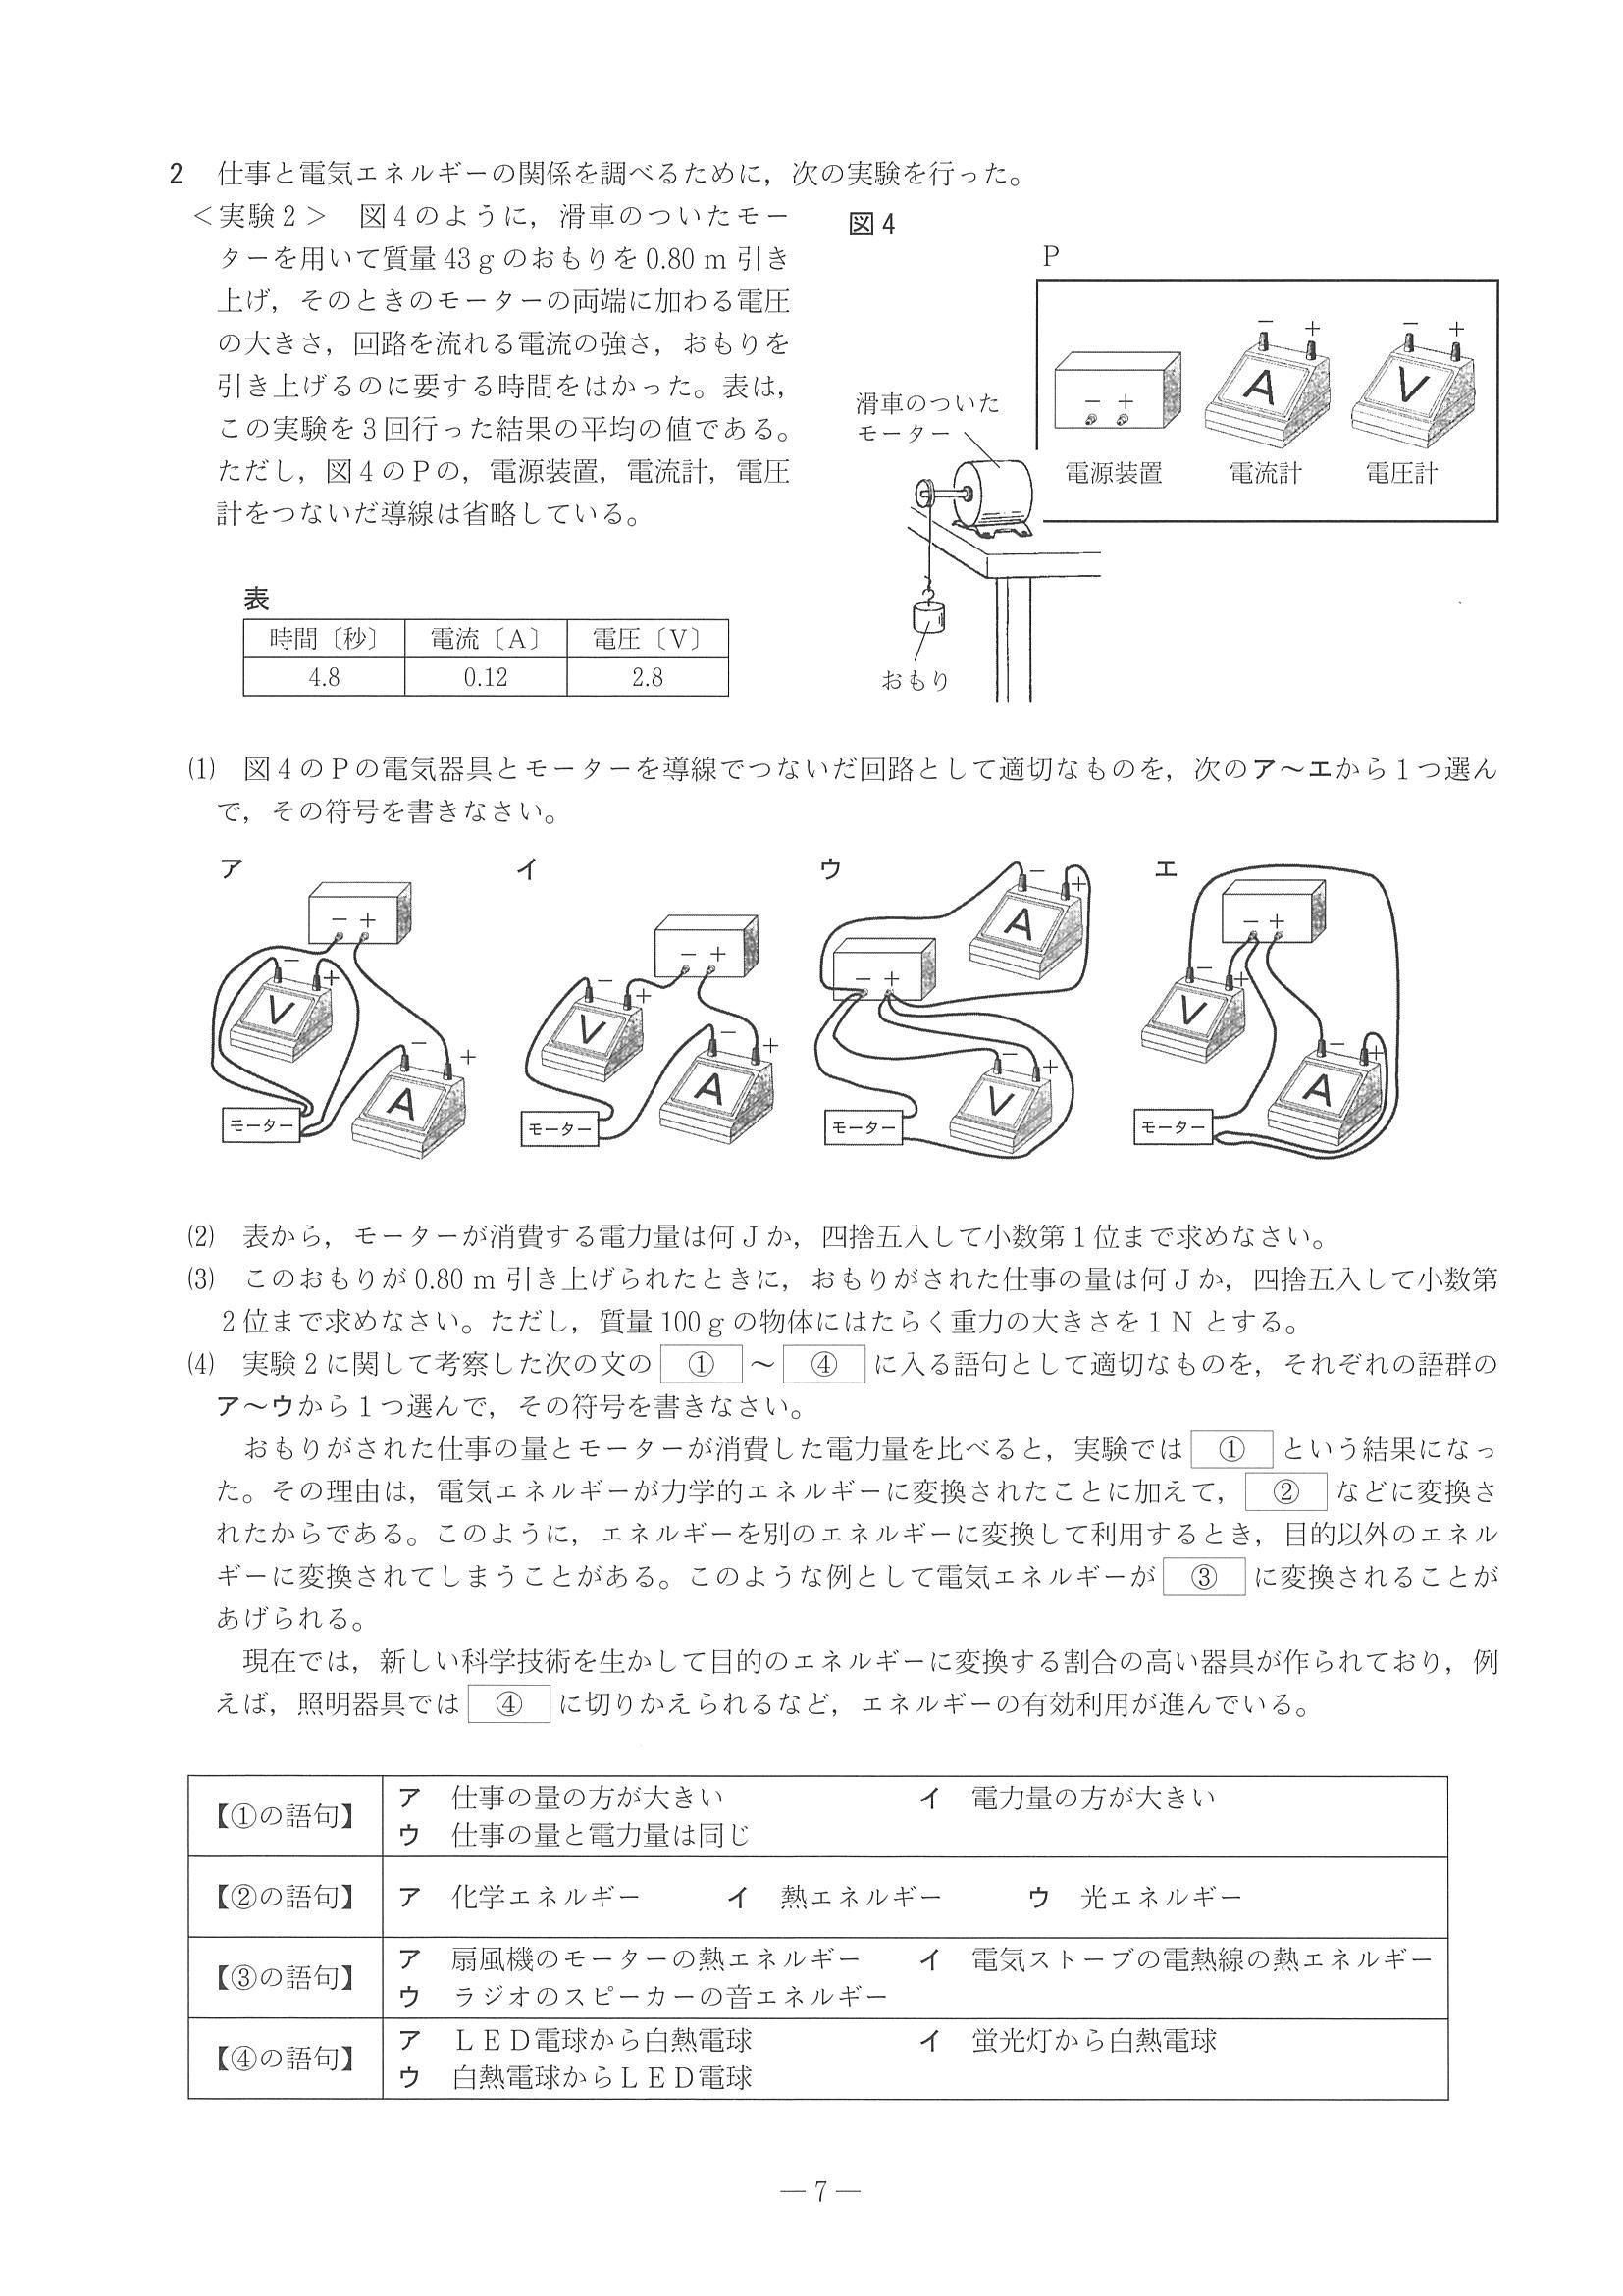 2 仕事と電気エネルギーの関係を調べるために，次の実験を行った。
＜実験2＞ 図4のように，滑車のついたモー
ターを用いて質量43gのおもりを0.80 m 引き
上げ，そのときのモーターの両端に加わる電圧
の大きさ，回路を流れる電流の強さ，おもりを
引き上げるのに要する時間をはかった。表は，
この実験を3回行った結果の平均の値である。
ただし，図4のPの，電源装置，電流計，電圧
計をつないだ導線は省略している。
図4
P
− +
− +
A
− +
V
電源装置 電流計 電圧計
滑車のついた
モーター
おもり
表
時間〔秒〕 電流〔A〕 電圧〔V〕
4.8 0.12 2.8
⑴ 図4のPの電気器具とモーターを導線でつないだ回路として適切なものを，次のア～エから1つ選ん
で，その符号を書きなさい。
ア
− +
− +
V
− +
A
モーター
イ
− +
− +
V
− +
A
モーター
ウ
− +
A
− +
− +
V
モーター
エ
− +
− +
V
− +
A
モーター
⑵ 表から，モーターが消費する電力量は何Jか，四捨五入して小数第1位まで求めなさい。
⑶ このおもりが0.80 m 引き上げられたときに，おもりがされた仕事の量は何Jか，四捨五入して小数第
2位まで求めなさい。ただし，質量100gの物体にはたらく重力の大きさを1N とする。
⑷ 実験2に関して考察した次の文の ① ～ ④ に入る語句として適切なものを，それぞれの語群の
ア～ウから1つ選んで，その符号を書きなさい。
おもりがされた仕事の量とモーターが消費した電力量を比べると，実験では ① という結果になっ
た。その理由は，電気エネルギーが力学的エネルギーに変換されたことに加えて， ② などに変換さ
れたからである。このように，エネルギーを別のエネルギーに変換して利用するとき，目的以外のエネル
ギーに変換されてしまうことがある。このような例として電気エネルギーが ③ に変換されることが
あげられる。
現在では，新しい科学技術を生かして目的のエネルギーに変換する割合の高い器具が作られており，例
えば，照明器具では ④ に切りかえられるなど，エネルギーの有効利用が進んでいる。
【①の語句】 ア 仕事の量の方が大きい イ 電力量の方が大きい
ウ 仕事の量と電力量は同じ
【②の語句】 ア 化学エネルギー イ 熱エネルギー ウ 光エネルギー
【③の語句】 ア 扇風機のモーターの熱エネルギー イ 電気ストーブの電熱線の熱エネルギー
ウ ラジオのスピーカーの音エネルギー
【④の語句】 ア ＬＥＤ電球から白熱電球 イ 蛍光灯から白熱電球
ウ 白熱電球からＬＥＤ電球
― 7 ―